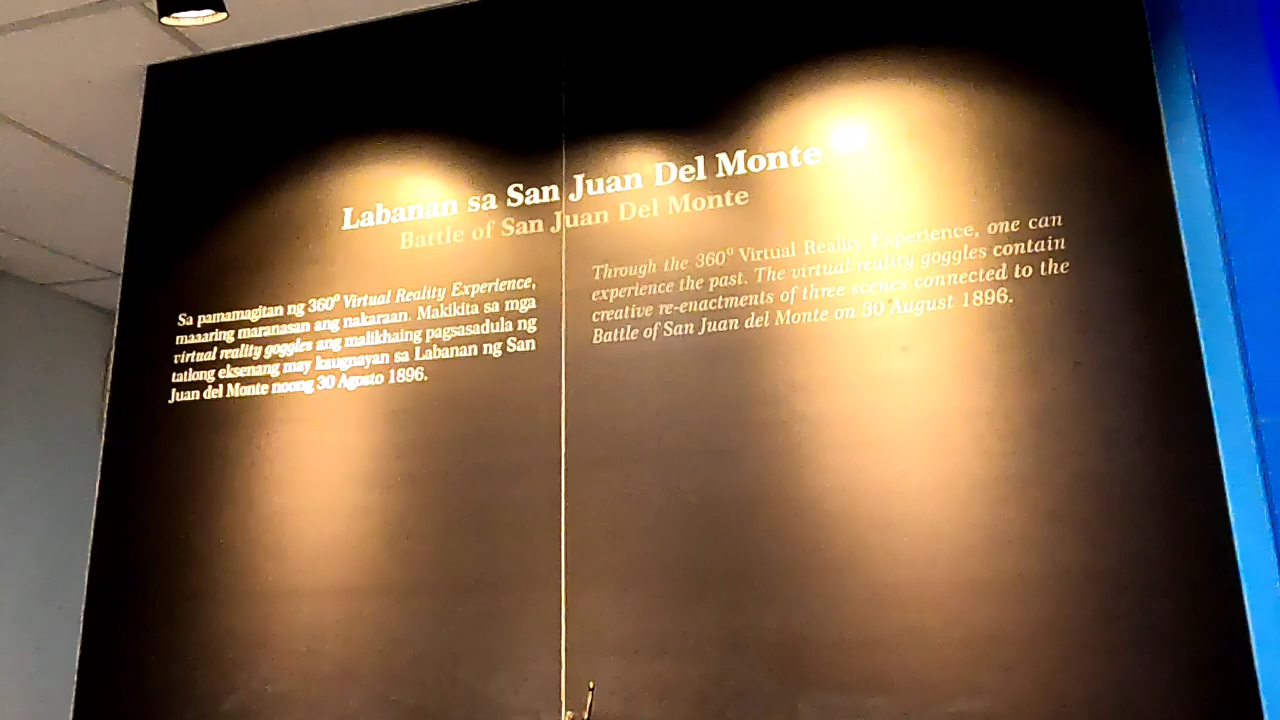 Labanan sa San Juan Del Monte
Battle of San Juan Del Monte
Sa pamamagitan ng 360° Virtual Reality Experience,
maaaring maranasan ang nakaraan. Makikita sa mga
virtual reality goggles ang malikhaing pagsasadula ng
tatlong eksenang may kaugnayan sa Labanan ng San
Juan del Monte noong 30 Agosto 1896.
Through the 360° Virtual Reality Experience, one can
experience the past. The virtual reality goggles contain
creative re-enactments of three scenes connected to the
Battle of San Juan del Monte on 30 August 1896.